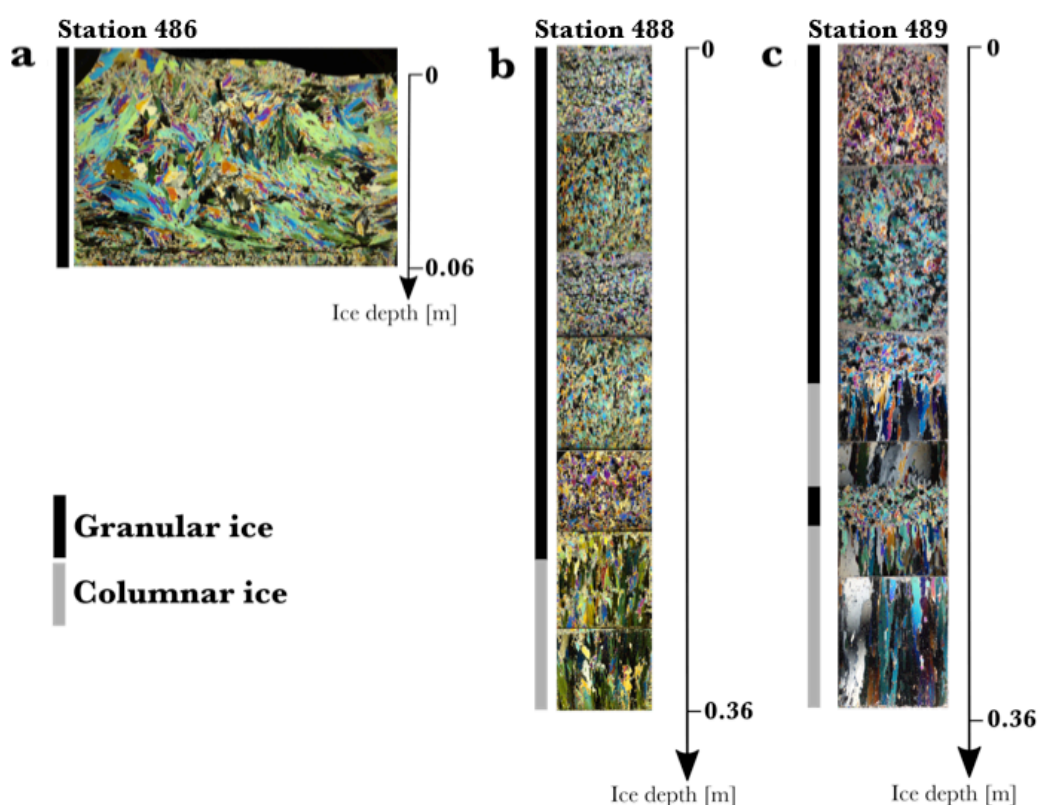 Station 486
a
0
0.06
Ice depth [m]
Station 488
b
0
0.36
Ice depth [m]
Station 489
c
0
0.36
Ice depth [m]
Granular ice
Columnar ice